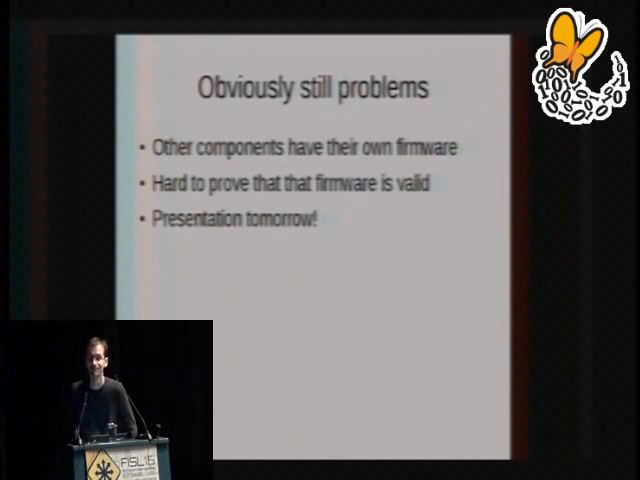 Obviously still problems
• Other components have their own firmware
• Hard to prove that that firmware is valid
• Presentation tomorrow!
FISL15